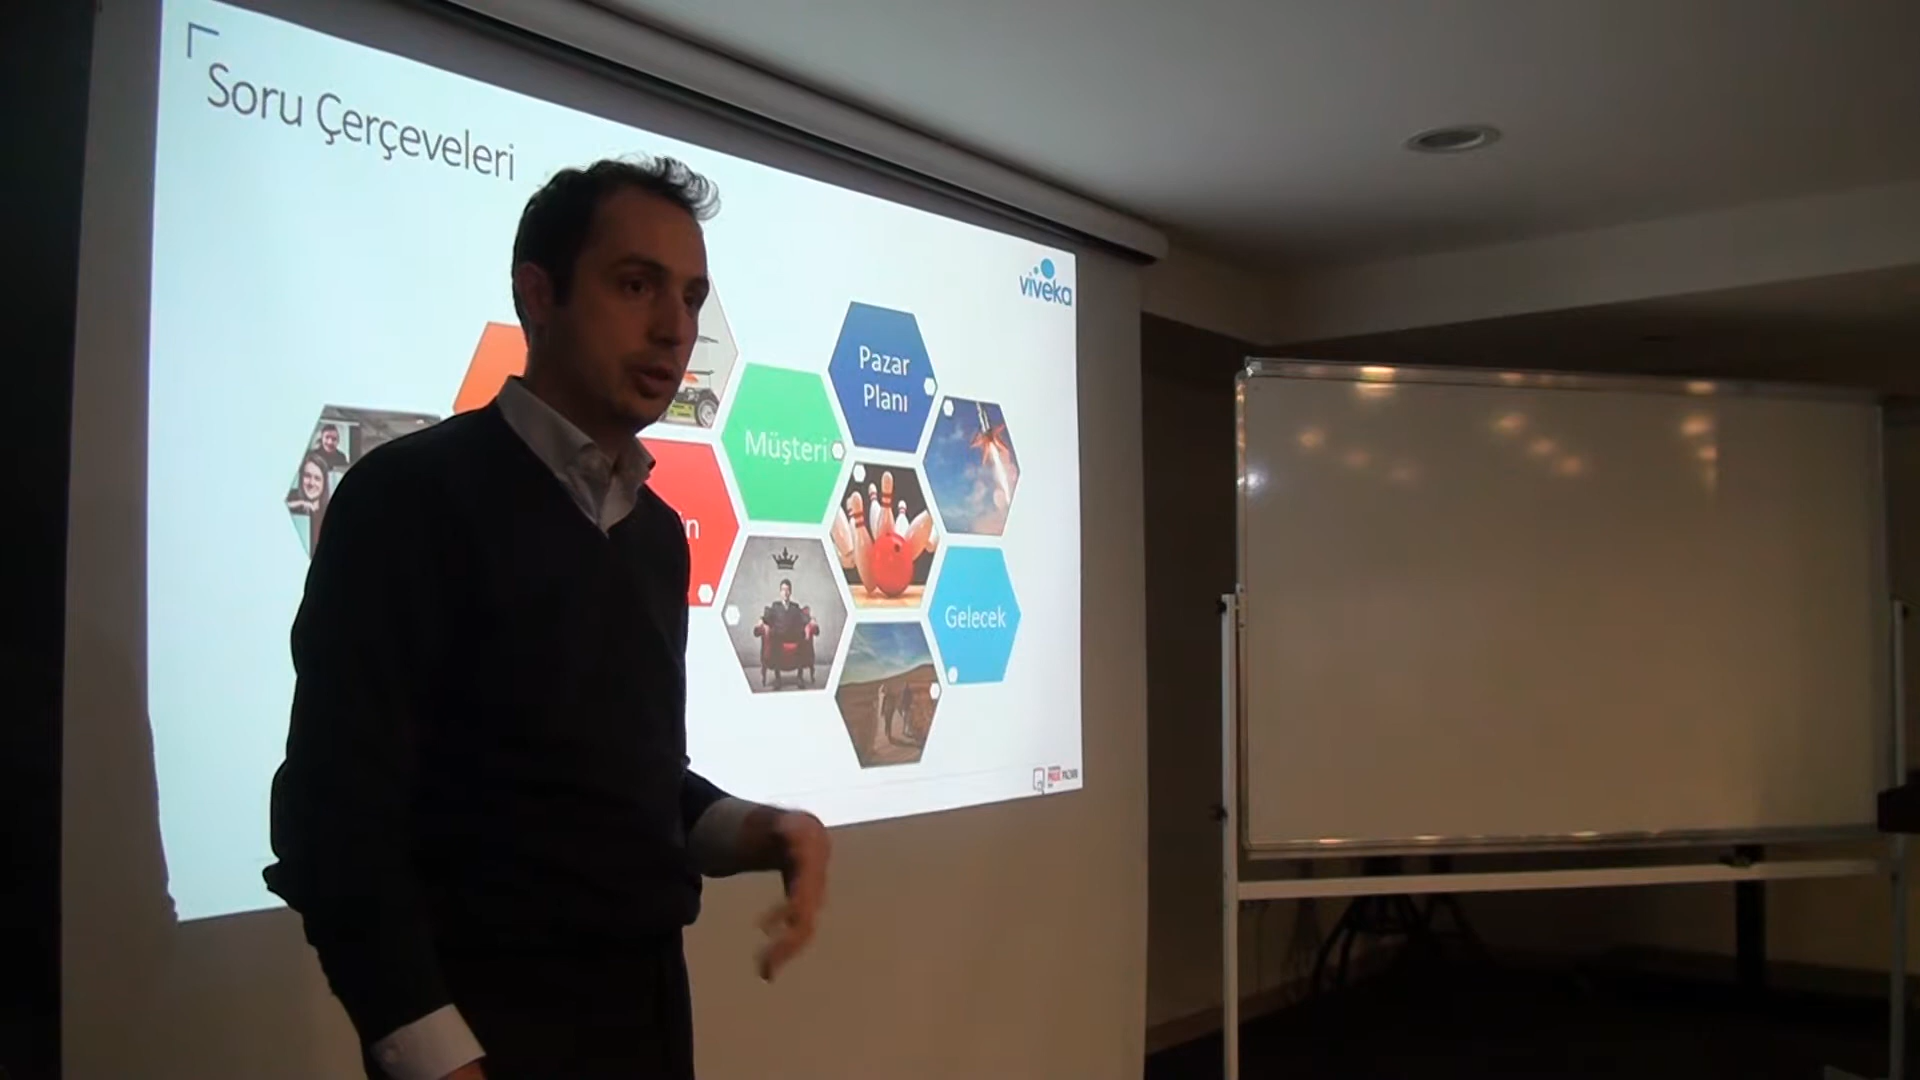 Soru Çerçeveleri
viveka
Pazar
Planı
Müşteri
Gelecek